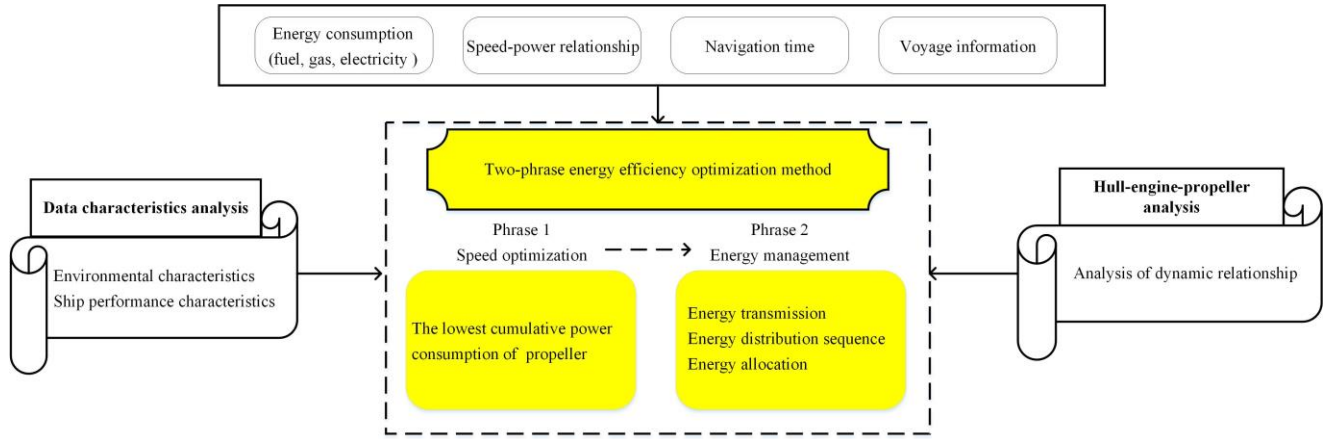 Energy consumption
(fuel, gas, electricity )
Speed-power relationship
Navigation time
Voyage information
Two-phrase energy efficiency optimization method
Data characteristics analysis
Environmental characteristics
Ship performance characteristics
Phrase 1
Speed optimization
Phrase 2
Energy management
The lowest cumulative power
consumption of propeller
Energy transmission
Energy distribution sequence
Energy allocation
Hull-engine-propeller
analysis
Analysis of dynamic relationship